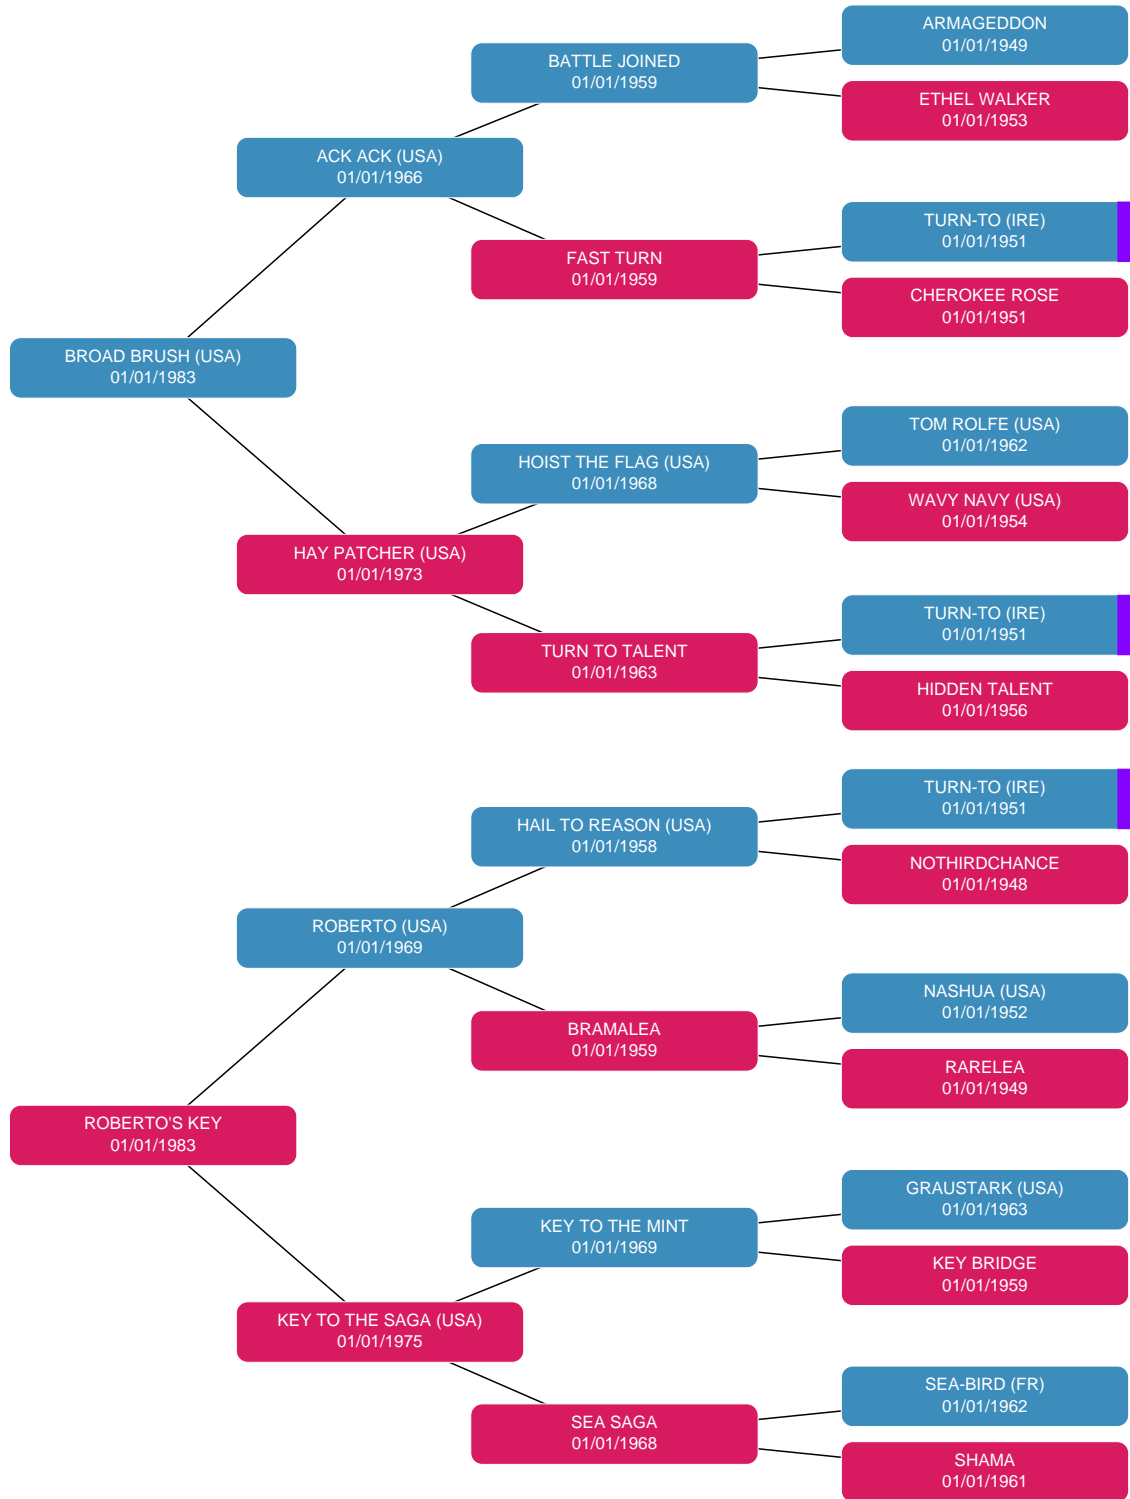 ARMAGEDDON
01/01/1949
BATTLE JOINED
01/01/1959
ETHEL WALKER
01/01/1953
ACK ACK (USA)
01/01/1966
TURN-TO (IRE)
01/01/1951
FAST TURN
01/01/1959
CHEROKEE ROSE
01/01/1951
BROAD BRUSH (USA)
01/01/1983
TOM ROLFE (USA)
01/01/1962
HOIST THE FLAG (USA)
01/01/1968
WAVY NAVY (USA)
01/01/1954
HAY PATCHER (USA)
01/01/1973
TURN-TO (IRE)
01/01/1951
TURN TO TALENT
01/01/1963
HIDDEN TALENT
01/01/1956
TURN-TO (IRE)
01/01/1951
HAIL TO REASON (USA)
01/01/1958
NOTHIRDCHANCE
01/01/1948
ROBERTO (USA)
01/01/1969
NASHUA (USA)
01/01/1952
BRAMALEA
01/01/1959
RARELEA
01/01/1949
ROBERTO'S KEY
01/01/1983
GRAUSTARK (USA)
01/01/1963
KEY TO THE MINT
01/01/1969
KEY BRIDGE
01/01/1959
KEY TO THE SAGA (USA)
01/01/1975
SEA-BIRD (FR)
01/01/1962
SEA SAGA
01/01/1968
SHAMA
01/01/1961